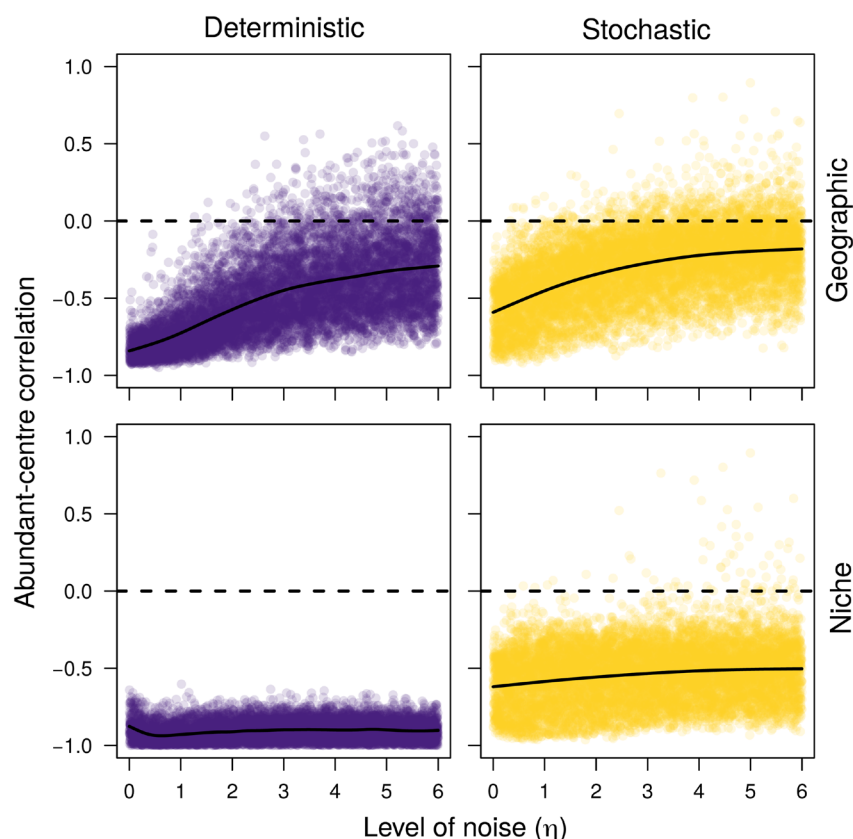 Deterministic
Stochastic
1.0
0.5
0.0
−0.5
−1.0
Geographic
Abundant-centre correlation
1.0
0.5
0.0
−0.5
−1.0
Niche
0 1 2 3 4 5 6
0 1 2 3 4 5 6
Level of noise (η)